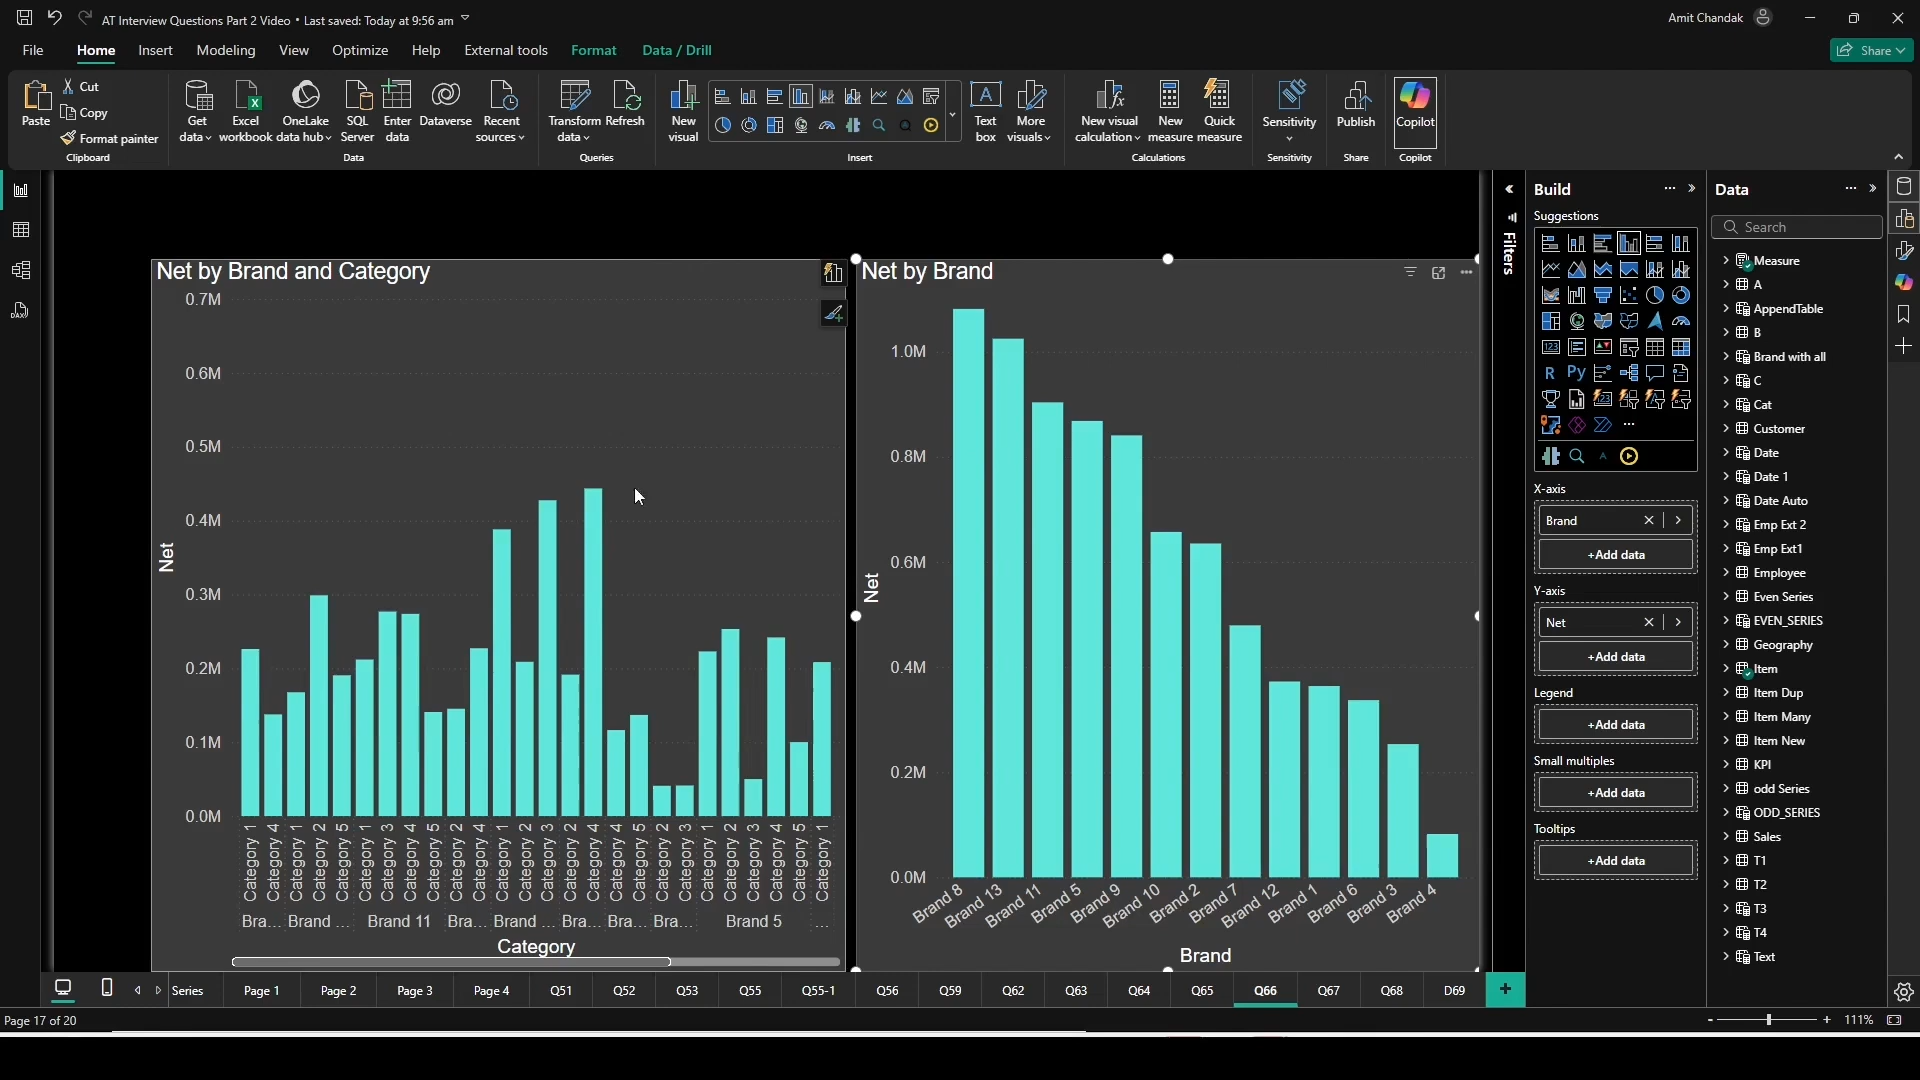 AT Interview Questions Part 2 Video • Last saved: Today at 9:56 am
Amit Chandak
File
Home
Insert
Modeling
View
Optimize
Help
External tools
Format
Data / Drill
Share
Paste
Cut
Copy
Format painter
Clipboard
Get data
Excel workbook
OneLake data hub
SQL Server
Enter data
Dataverse
Recent sources
Data
Transform data
Refresh
Queries
New visual
Text box
More visuals
Insert
New visual calculation
New measure
Quick measure
Calculations
Sensitivity
Sensitivity
Publish
Share
Copilot
Copilot
Net by Brand and Category
0.7M
0.6M
0.5M
0.4M
0.3M
0.2M
0.1M
0.0M
Net
Category 1
Category 4
Category 1
Category 2
Category 5
Category 1
Category 3
Category 4
Category 5
Category 2
Category 4
Category 1
Category 2
Category 3
Category 2
Category 4
Category 4
Category 5
Category 2
Category 3
Category 1
Category 2
Category 3
Category 4
Category 5
Category 1
Bra...
Brand ...
Brand 11
Bra...
Brand ...
Bra...
Bra...
Bra...
Brand 5
...
Category
Net by Brand
1.0M
0.8M
0.6M
0.4M
0.2M
0.0M
Net
Brand 8
Brand 13
Brand 11
Brand 5
Brand 9
Brand 10
Brand 2
Brand 7
Brand 12
Brand 1
Brand 6
Brand 3
Brand 4
Brand
Filters
Build
Suggestions
123
R
Py
123
A
X-axis
Brand
+Add data
Y-axis
Net
+Add data
Legend
+Add data
Small multiples
+Add data
Tooltips
+Add data
Data
Search
Measure
A
AppendTable
B
Brand with all
C
Cat
Customer
Date
Date 1
Date Auto
Emp Ext 2
Emp Ext1
Employee
Even Series
EVEN_SERIES
Geography
Item
Item Dup
Item Many
Item New
KPI
odd Series
ODD_SERIES
Sales
T1
T2
T3
T4
Text
DAX
Series
Page 1
Page 2
Page 3
Page 4
Q51
Q52
Q53
Q55
Q55-1
Q56
Q59
Q62
Q63
Q64
Q65
Q66
Q67
Q68
D69
+
Page 17 of 20
- +
111%